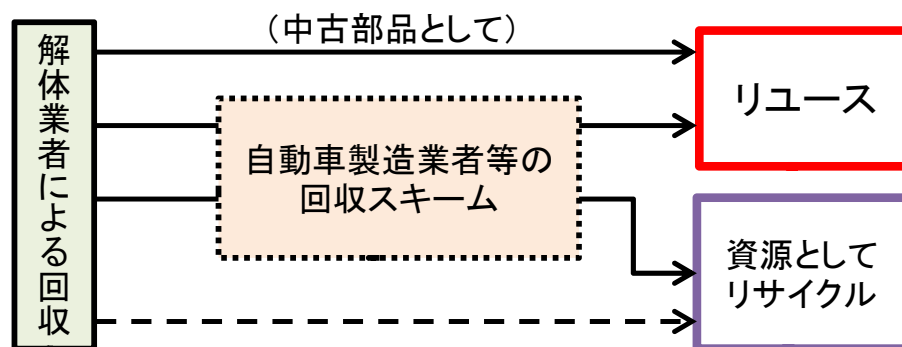 解体業者による回収
（中古部品として）
自動車製造業者等の
回収スキーム
リユース
資源として
リサイクル